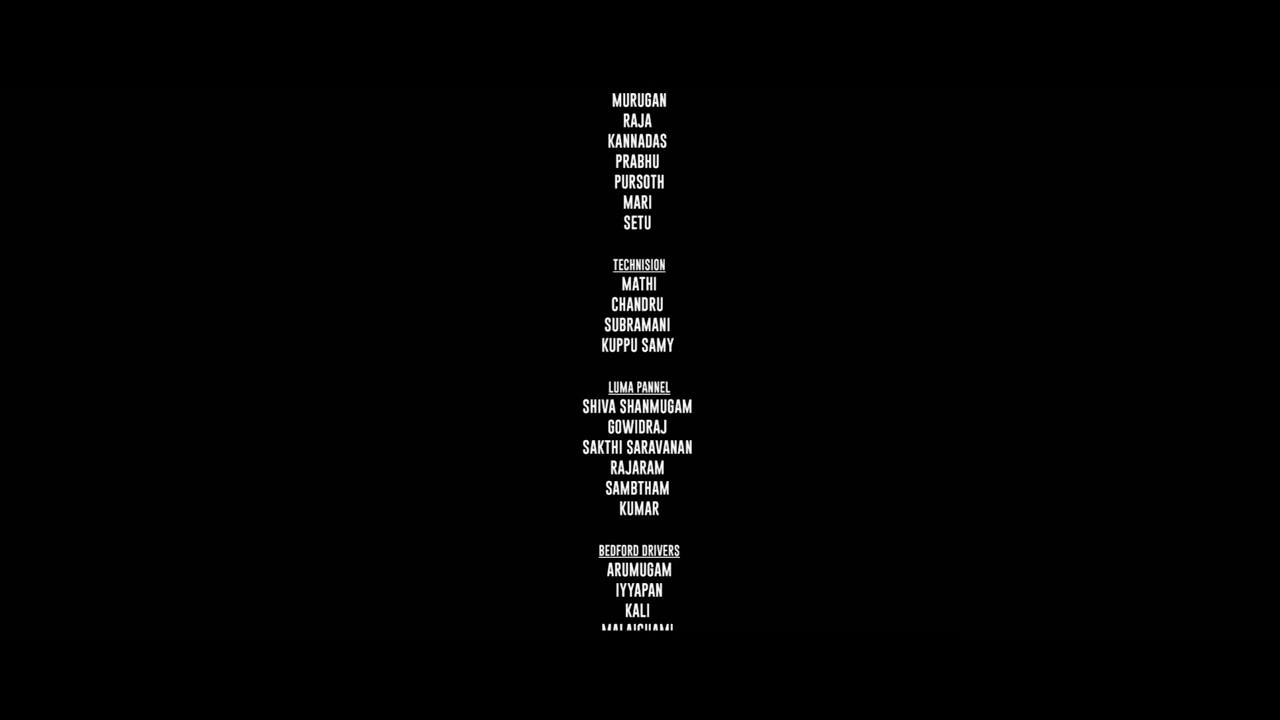 MURUGAN
RAJA
KANNADAS
PRABHU
PURSOTH
MARI
SETU
TECHNISION
MATHI
CHANDRU
SUBRAMANI
KUPPU SAMY
LUMA PANNEL
SHIVA SHANMUGAM
GOWIDRAJ
SAKTHI SARAVANAN
RAJARAM
SAMBTHAM
KUMAR
BEDFORD DRIVERS
ARUMUGAM
IYYAPAN
KALI